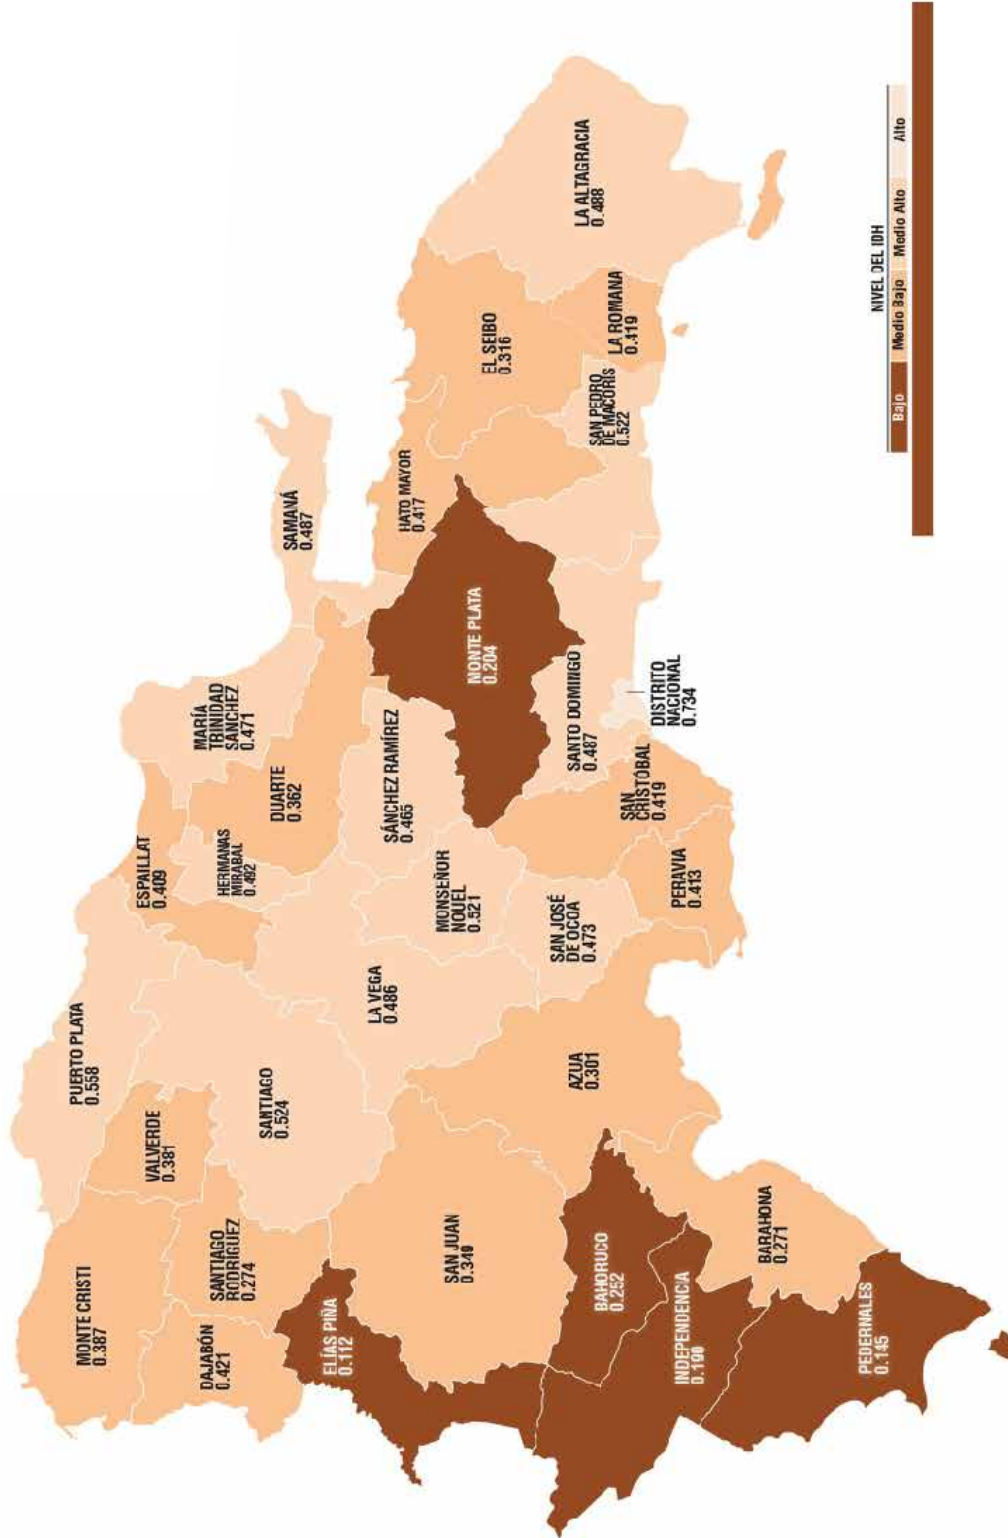 MONTE CRISTI
0.387
PUERTO PLATA
0.558
VALVERDE
0.381
DAJABÓN
0.421
SANTIAGO
RODRÍGUEZ
0.274
SANTIAGO
0.524
ESPAILLAT
0.409
HERMANAS
MIRABAL
MARÍA
TRINIDAD
SÁNCHEZ
0.471
DUARTE
0.362
SAMANÁ
0.487
ELÍAS PIÑA
0.112
SAN JUAN
0.349
LA VEGA
0.486
MONSEÑOR
NOUEL
0.521
SÁNCHEZ RAMÍREZ
0.465
NONTE PLATA
0.204
HATO MAYOR
0.417
EL SEIBO
0.316
LA ALTAGRACIA
0.488
BAHORUCO
0.252
AZUA
0.301
SAN JOSÉ
DE OCOA
0.473
SANTO DOMINGO
0.487
SAN PEDRO
DE MACORÍS
0.522
LA ROMANA
0.419
INDEPENDENCIA
0.190
SAN
CRISTÓBAL
0.419
DISTRITO
NACIONAL
0.734
PERAVIA
0.413
BARAHONA
0.271
PEDERNALES
0.145
NIVEL DEL IDH
Bajo Medio Bajo Medio Alto Alto